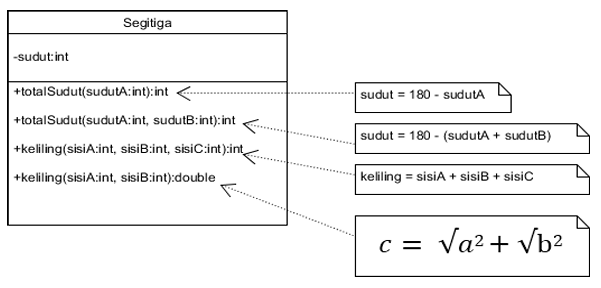 Segitiga
-sudut:int
+totalSudut(sudutA:int):int
+totalSudut(sudutA:int, sudutB:int):int
+keliling(sisiA:int, sisiB:int, sisiC:int):int
+keliling(sisiA:int, sisiB:int):double
sudut = 180 - sudutA
sudut = 180 - (sudutA + sudutB)
keliling = sisiA + sisiB + sisiC
c = √a² + √b²